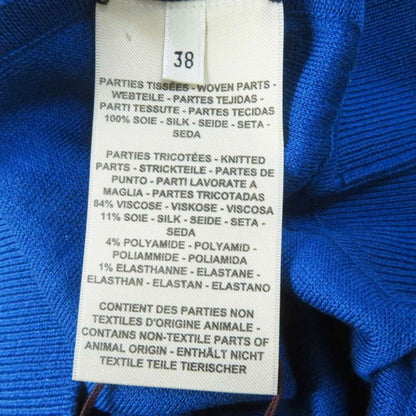 38
PARTIES TISSÉES - WOVEN PARTS -
WEBTEILE - PARTES TEJIDAS -
PARTI TESSUTE - PARTES TECIDAS
100% SOIE - SILK - SEIDE - SETA -
SEDA
PARTIES TRICOTÉES - KNITTED
PARTS - STRICKTEILE - PARTES DE
PUNTO - PARTI LAVORATE A
MAGLIA - PARTES TRICOTADAS
84% VISCOSE - VISKOSE - VISCOSA
11% SOIE - SILK - SEIDE - SETA -
SEDA
4% POLYAMIDE - POLYAMID -
POLIAMMIDE - POLIAMIDA
1% ELASTHANNE - ELASTANE -
ELASTHAN - ELASTAN - ELASTANO
CONTIENT DES PARTIES NON
TEXTILES D'ORIGINE ANIMALE -
CONTAINS NON-TEXTILE PARTS OF
ANIMAL ORIGIN - ENTHÄLT NICHT
TEXTILE TEILE TIERISCHER